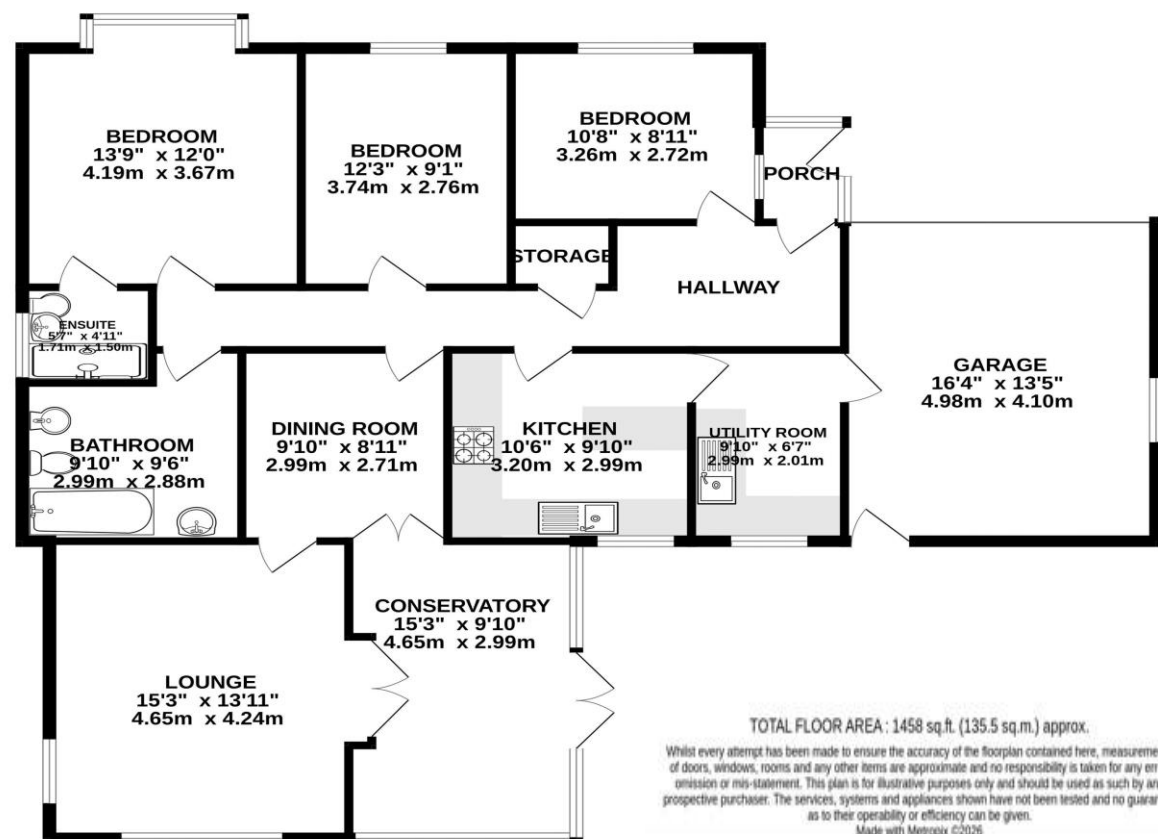 BEDROOM
13'9" x 12'0"
4.19m x 3.67m
BEDROOM
12'3" x 9'1"
3.74m x 2.76m
BEDROOM
10'8" x 8'11"
3.26m x 2.72m
PORCH
STORAGE
HALLWAY
ENSUITE
5'7" x 4'11"
1.71m x 1.50m
GARAGE
16'4" x 13'5"
4.98m x 4.10m
BATHROOM
9'10" x 9'6"
2.99m x 2.88m
DINING ROOM
9'10" x 8'11"
2.99m x 2.71m
KITCHEN
10'6" x 9'10"
3.20m x 2.99m
UTILITY ROOM
9'10" x 6'7"
2.99m x 2.01m
CONSERVATORY
15'3" x 9'10"
4.65m x 2.99m
LOUNGE
15'3" x 13'11"
4.65m x 4.24m
TOTAL FLOOR AREA : 1458 sq.ft. (135.5 sq.m.) approx.
Whilst every attempt has been made to ensure the accuracy of the floorplan contained here, measureme
of doors, windows, rooms and any other items are approximate and no responsibility is taken for any err
omission or mis-statement. This plan is for illustrative purposes only and should be used as such by an
prospective purchaser. The services, systems and appliances shown have not been tested and no guaran
as to their operability or efficiency can be given.
Made with Metropix ©2026